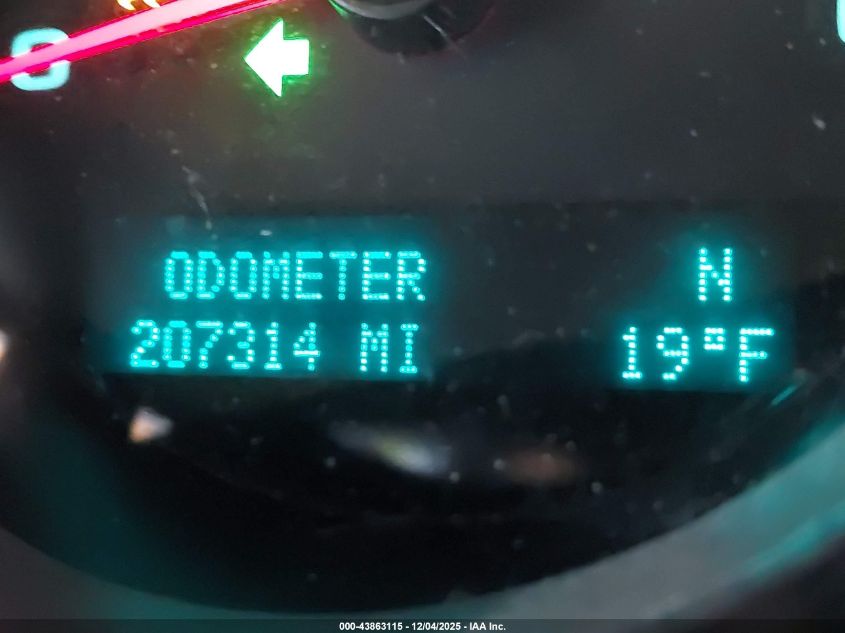 ODOMETER N
207314 MI 19°F
000-43863115 - 12/04/2025 - IAA Inc.